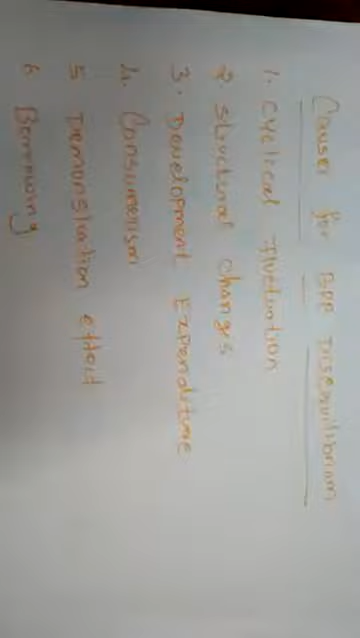 Causes for BOP Disequilibrium
1. Cyclical Fluctuation
2. Structural Changes
3. Development Expenditure
4. Consumerism
5 Demonstration effect
6 Borrowing